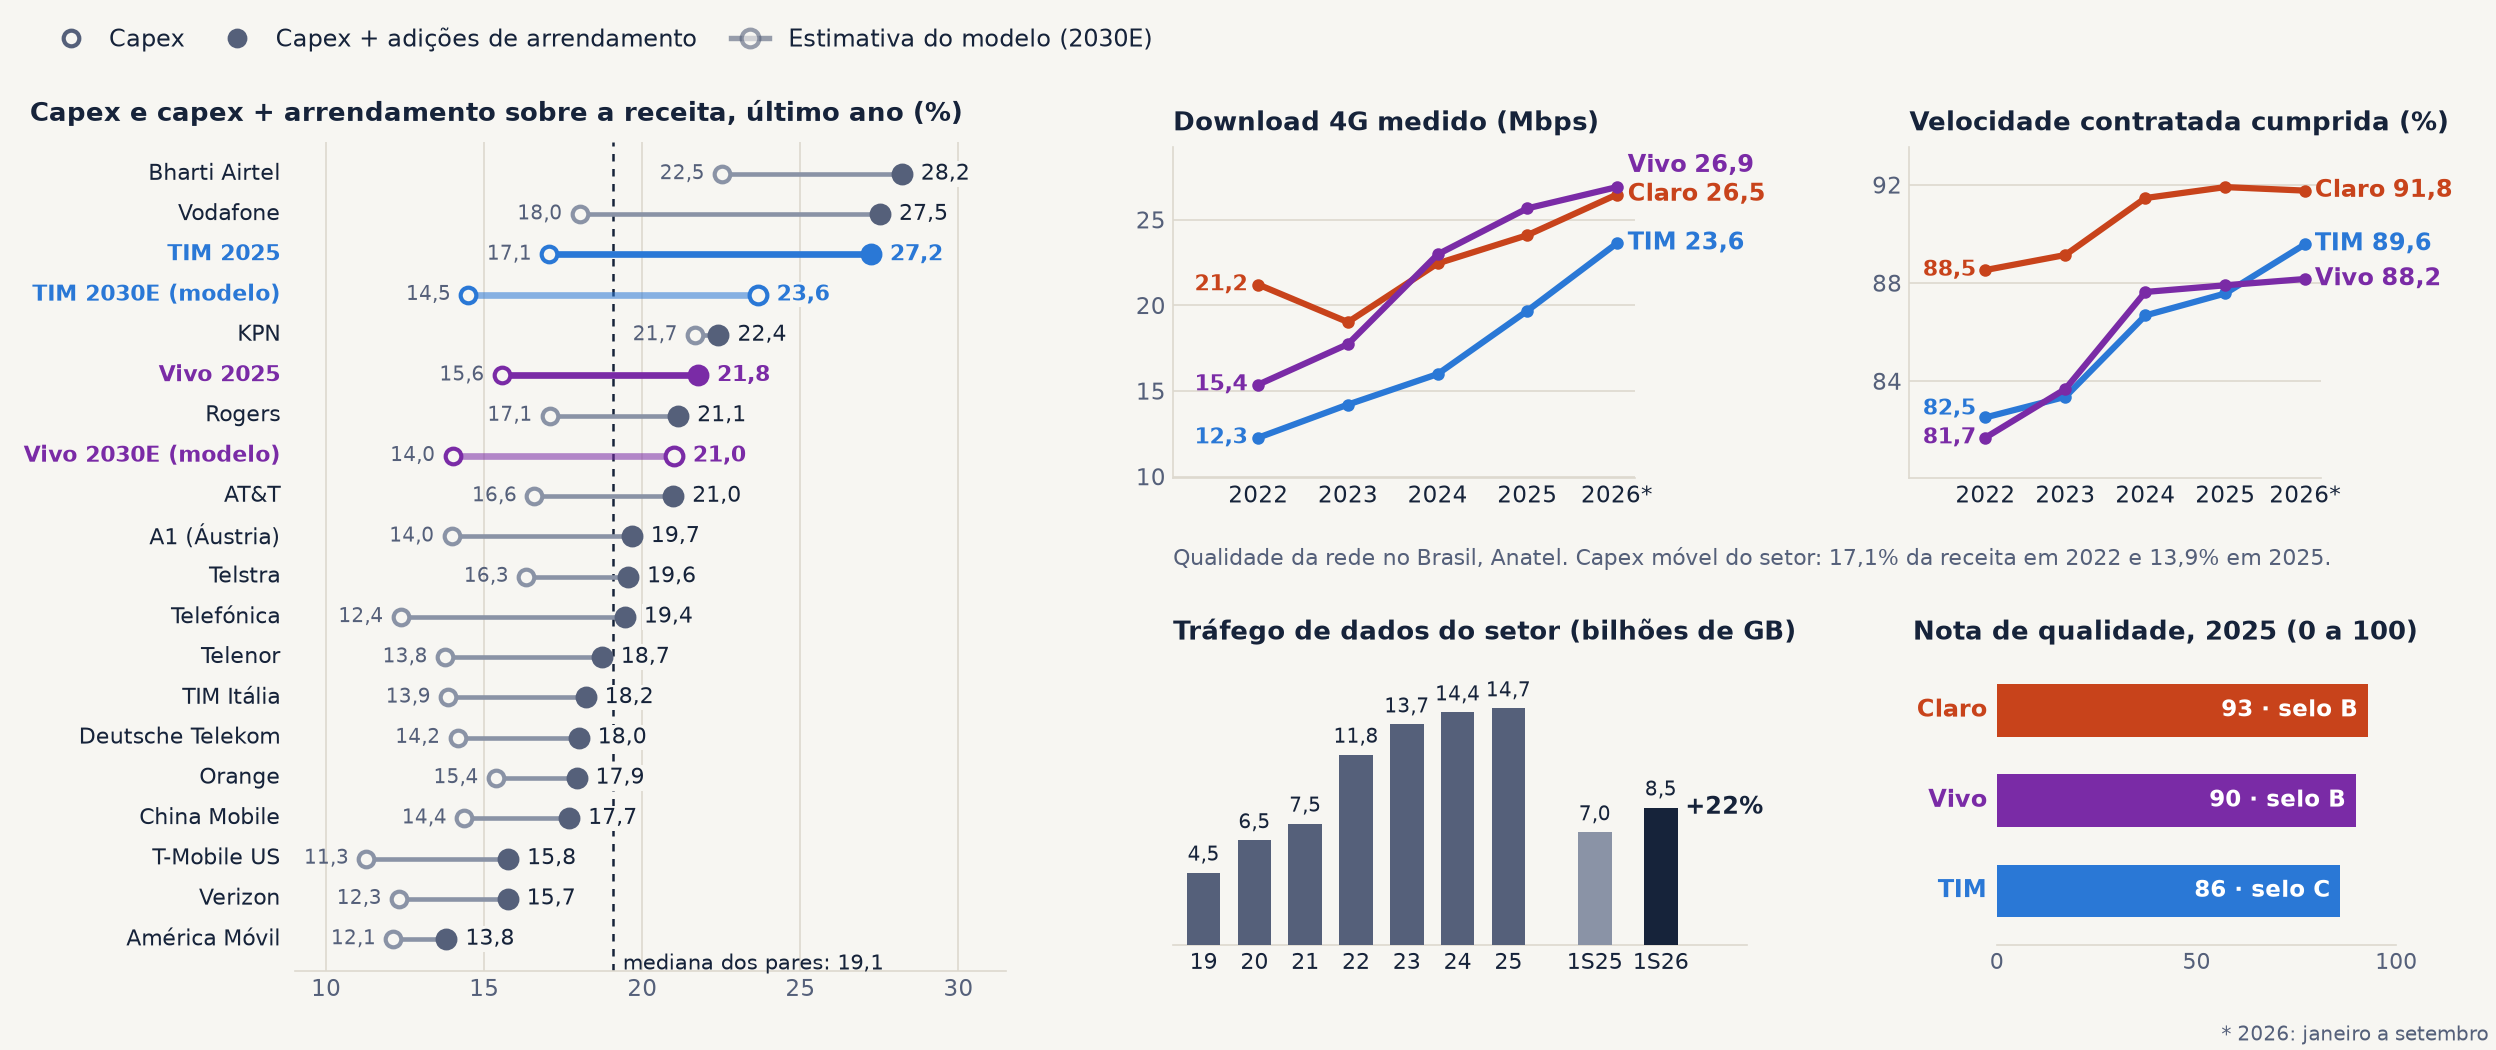 Capex
Capex + adições de arrendamento
Estimativa do modelo (2030E)
Capex e capex + arrendamento sobre a receita, último ano (%)
Bharti Airtel 22,5 28,2
Vodafone 18,0 27,5
TIM 2025 17,1 27,2
TIM 2030E (modelo) 14,5 23,6
KPN 21,7 22,4
Vivo 2025 15,6 21,8
Rogers 17,1 21,1
Vivo 2030E (modelo) 14,0 21,0
AT&T 16,6 21,0
A1 (Áustria) 14,0 19,7
Telstra 16,3 19,6
Telefónica 12,4 19,4
Telenor 13,8 18,7
TIM Itália 13,9 18,2
Deutsche Telekom 14,2 18,0
Orange 15,4 17,9
China Mobile 14,4 17,7
T-Mobile US 11,3 15,8
Verizon 12,3 15,7
América Móvil 12,1 13,8
mediana dos pares: 19,1
10 15 20 25 30
Download 4G medido (Mbps)
Vivo 26,9
Claro 26,5
TIM 23,6
21,2
15,4
12,3
25
20
15
10
2022 2023 2024 2025 2026*
Velocidade contratada cumprida (%)
Claro 91,8
TIM 89,6
Vivo 88,2
88,5
82,5
81,7
92
88
84
2022 2023 2024 2025 2026*
Qualidade da rede no Brasil, Anatel. Capex móvel do setor: 17,1% da receita em 2022 e 13,9% em 2025.
Tráfego de dados do setor (bilhões de GB)
4,5 6,5 7,5 11,8 13,7 14,4 14,7 7,0 8,5 +22%
19 20 21 22 23 24 25 1S25 1S26
Nota de qualidade, 2025 (0 a 100)
Claro 93 · selo B
Vivo 90 · selo B
TIM 86 · selo C
0 50 100
* 2026: janeiro a setembro